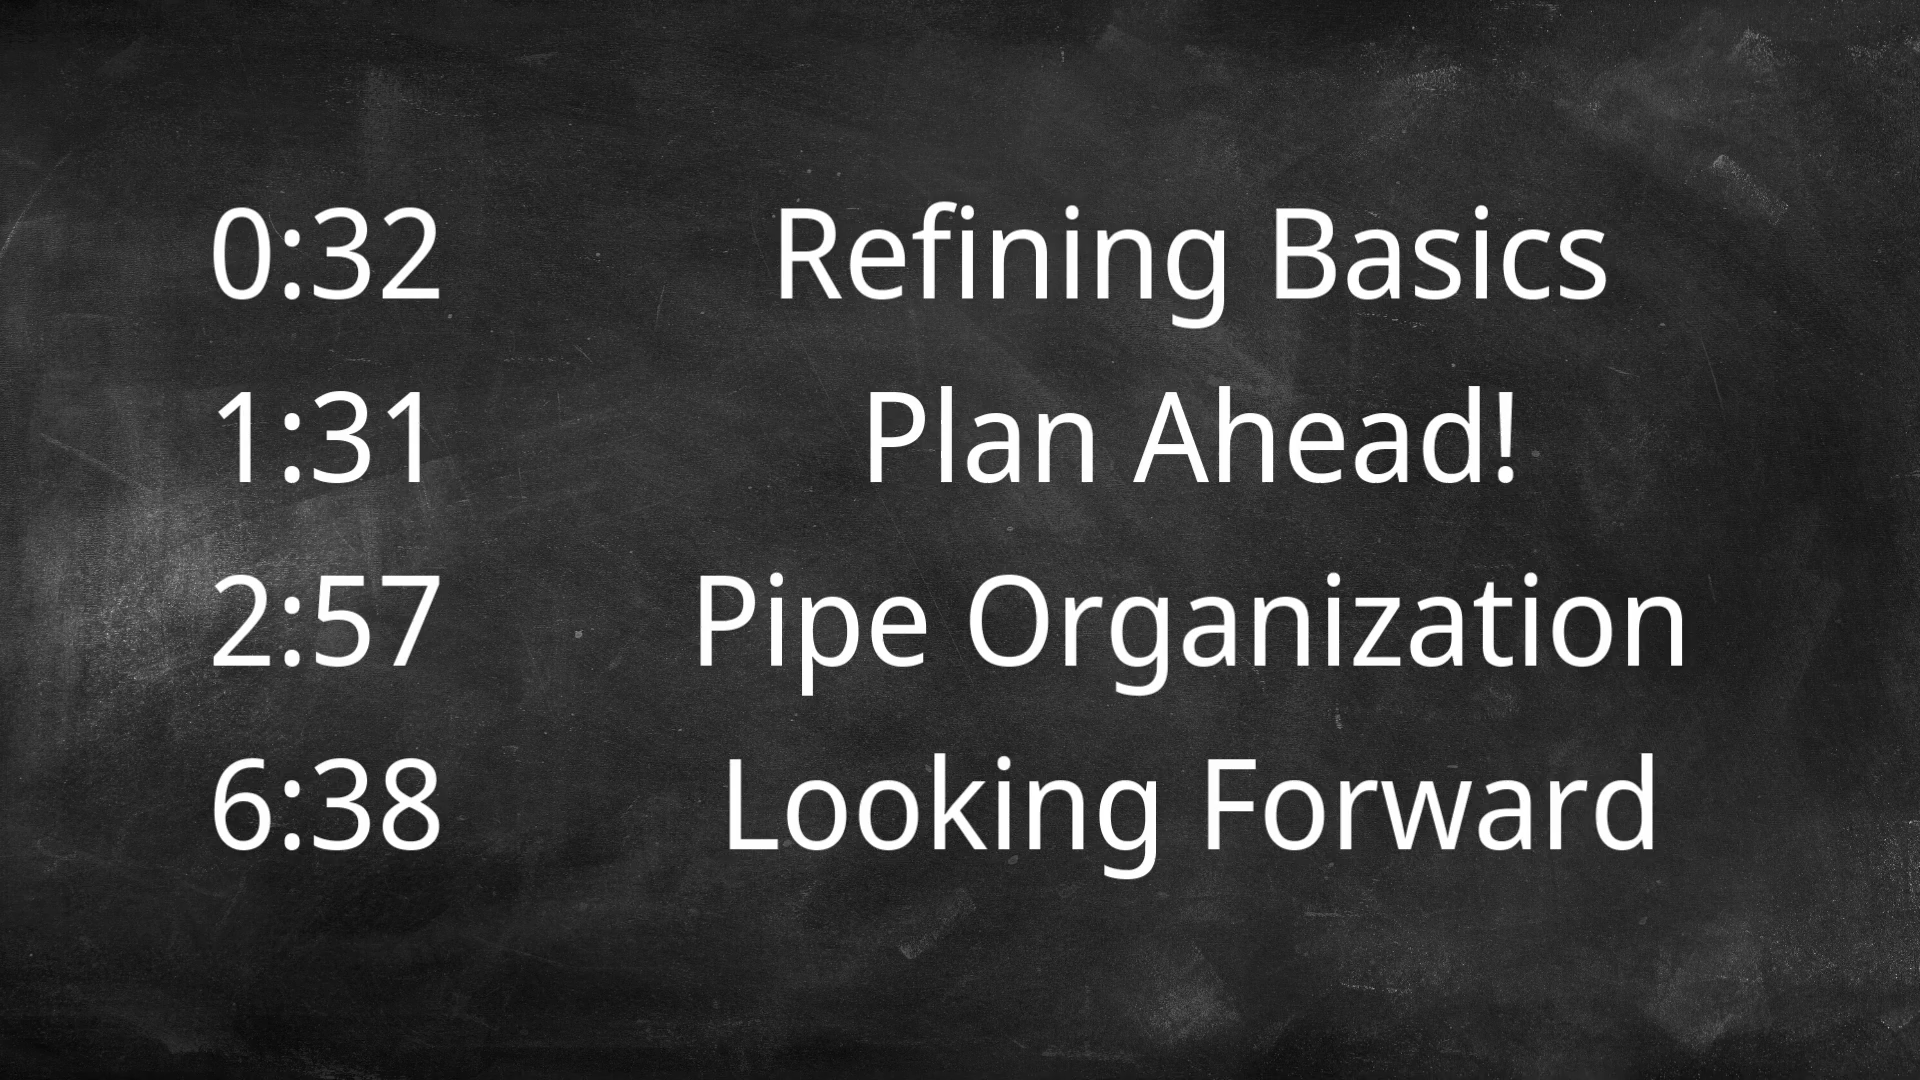 0:32 Refining Basics
1:31 Plan Ahead!
2:57 Pipe Organization
6:38 Looking Forward